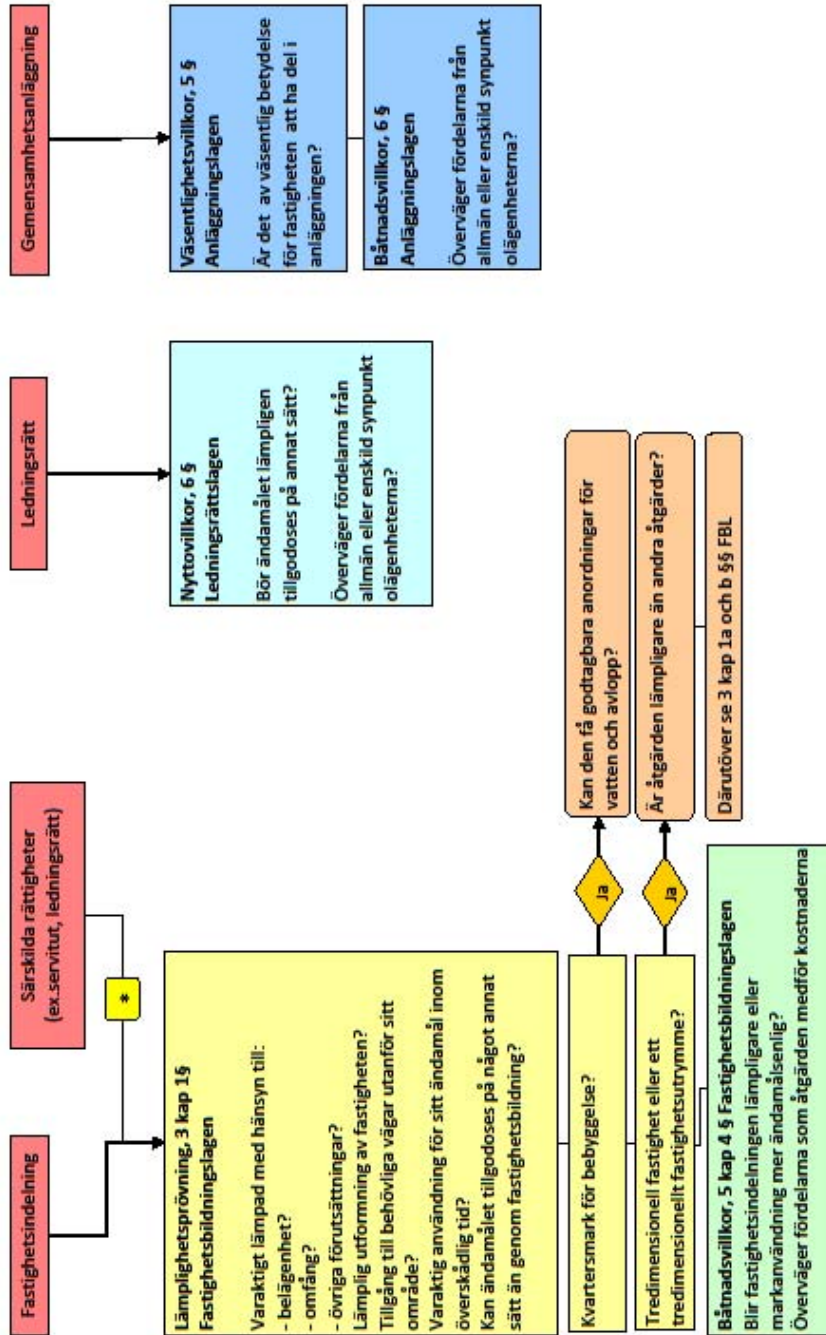 Fastighetsindelning
Särskilda rättigheter
(ex.servitut, ledningsrätt)
*
Lämplighetsprövning, 3 kap 1§
Fastighetsbildningslagen
Varaktigt lämpad med hänsyn till:
- belägenhet?
- omfång?
- övriga förutsättningar?
Lämplig utformning av fastigheten?
Tillgång till behövliga vägar utanför sitt
område?
Varaktig användning för sitt ändamål inom
överskådlig tid?
Kan ändamålet tillgodoses på något annat
sätt än genom fastighetsbildning?
Kvartersmark för bebyggelse?
Ja
Kan den få godtagbara anordningar för
vatten och avlopp?
Tredimensionell fastighet eller ett
tredimensionellt fastighetsutrymme?
Ja
Är åtgärden lämpligare än andra åtgärder?
Därutöver se 3 kap 1a och b §§ FBL
Båtnadsvillkor, 5 kap 4 § Fastighetsbildningslagen
Blir fastighetsindelningen lämpligare eller
markanvändning mer ändamålsenlig?
Överväger fördelarna som åtgärden medför kostnaderna
Ledningsrätt
Nyttovillkor, 6 §
Ledningsrättslagen
Bör ändamålet lämpligen
tillgodoses på annat sätt?
Överväger fördelarna från
allmän eller enskild synpunkt
olägenheterna?
Gemensamhetsanläggning
Väsentlighetsvillkor, 5 §
Anläggningslagen
Är det av väsentlig betydelse
för fastigheten att ha del i
anläggningen?
Båtnadsvillkor, 6 §
Anläggningslagen
Överväger fördelarna från
allmän eller enskild synpunkt
olägenheterna?